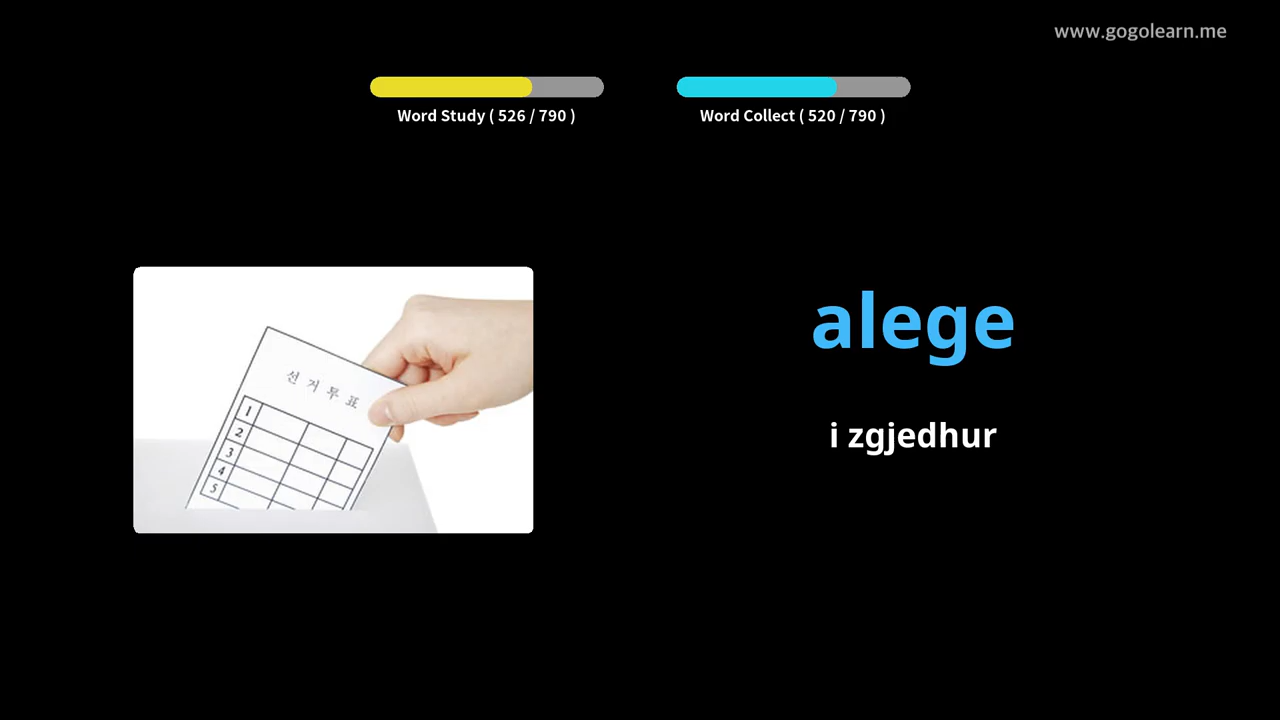 www.gogolearn.me
Word Study ( 526 / 790 )
Word Collect ( 520 / 790 )
선거투표
1
2
3
4
5
alege
i zgjedhur